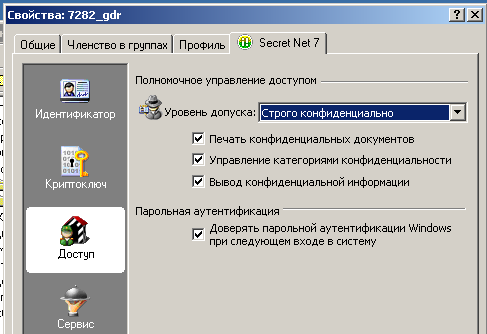 Свойства: 7282_gdr
Общие
Членство в группах
Профиль
Secret Net 7
Идентификатор
Криптоключ
Доступ
Сервис
Полномочное управление доступом
Уровень допуска: Строго конфиденциально
Печать конфиденциальных документов
Управление категориями конфиденциальности
Вывод конфиденциальной информации
Парольная аутентификация
Доверять парольной аутентификации Windows
при следующем входе в систему